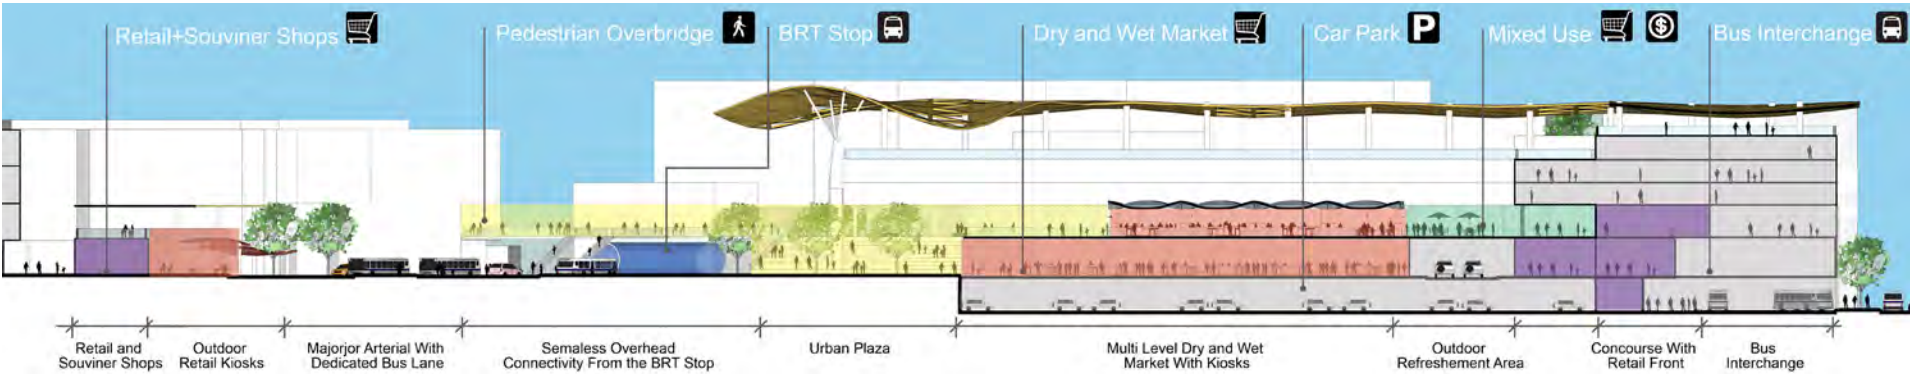 Retail+Souviner Shops
Pedestrian Overbridge
BRT Stop
Dry and Wet Market
Car Park P
Mixed Use $
Bus Interchange
Retail and
Souviner Shops
Outdoor
Retail Kiosks
Majorjor Arterial With
Dedicated Bus Lane
Semaless Overhead
Connectivity From the BRT Stop
Urban Plaza
Multi Level Dry and Wet
Market With Kiosks
Outdoor
Refreshement Area
Concourse With
Retail Front
Bus
Interchange